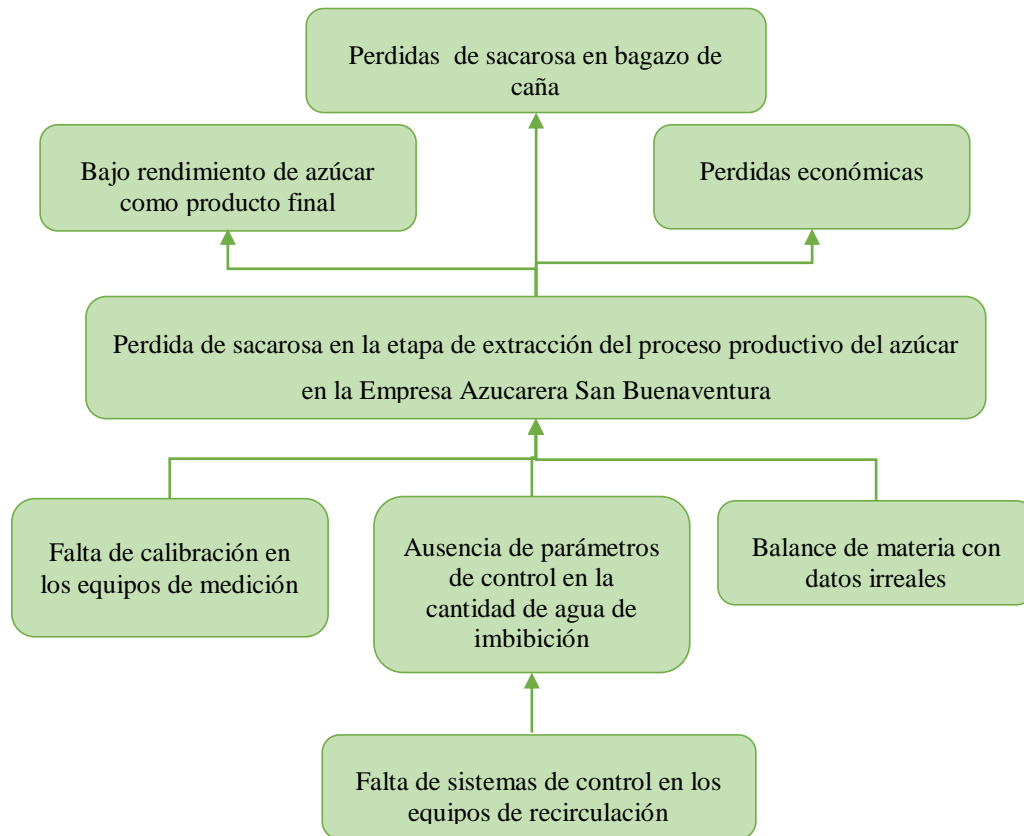 Perdidas  de sacarosa en bagazo de
caña
Bajo rendimiento de azúcar
como producto final
Perdidas económicas
Perdida de sacarosa en la etapa de extracción del proceso productivo del azúcar
en la Empresa Azucarera San Buenaventura
Falta de calibración en
los equipos de medición
Ausencia de parámetros
de control en la
cantidad de agua de
imbibición
Balance de materia con
datos irreales
Falta de sistemas de control en los
equipos de recirculación